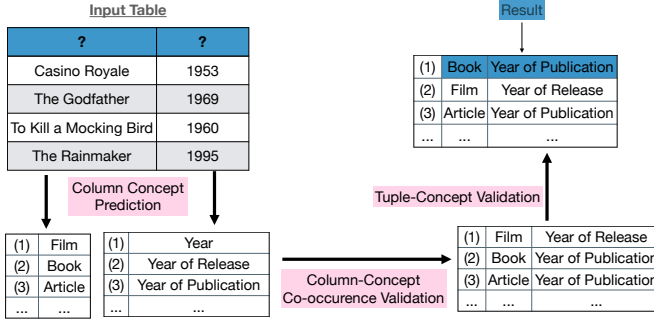 Input Table
? ?
Casino Royale 1953
The Godfather 1969
To Kill a Mocking Bird 1960
The Rainmaker 1995
Column Concept
Prediction
(1) Film
(2) Book
(3) Article
... ...
(1) Year
(2) Year of Release
(3) Year of Publication
... ...
Column-Concept
Co-occurence Validation
(1) Film Year of Release
(2) Book Year of Publication
(3) Article Year of Publication
... ... ...
Tuple-Concept Validation
Result
(1) Book Year of Publication
(2) Film Year of Release
(3) Article Year of Publication
... ... ...